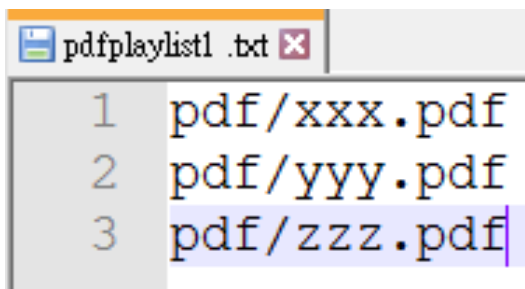 pdfplaylist1 .txt
1 pdf/xxx.pdf
2 pdf/yyy.pdf
3 pdf/zzz.pdf